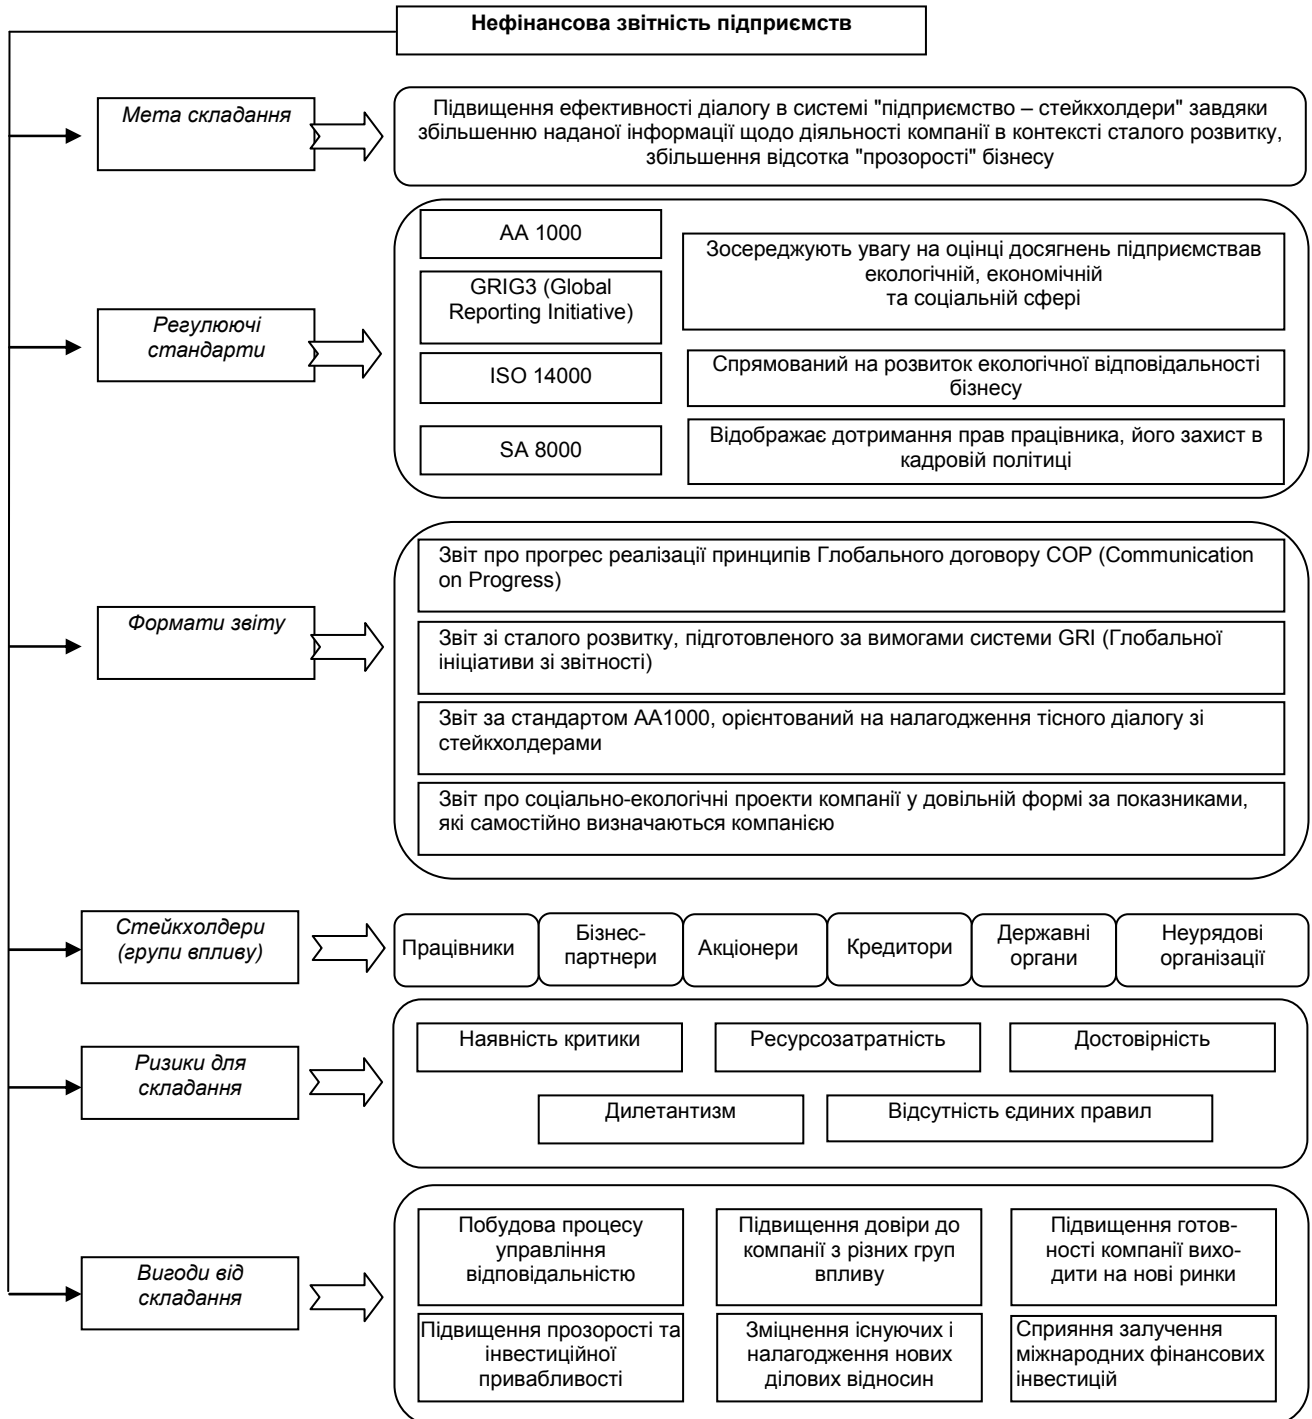 Нефінансова звітність підприємств
Мета складання
Підвищення ефективності діалогу в системі "підприємство – стейкхолдери" завдяки
збільшенню наданої інформації щодо діяльності компанії в контексті сталого розвитку,
збільшення відсотка "прозорості" бізнесу
Регулюючі
стандарти
AA 1000
GRIG3 (Global
Reporting Initiative)
Зосереджують увагу на оцінці досягнень підприємствав
екологічній, економічній
та соціальній сфері
ISO 14000
Спрямований на розвиток екологічної відповідальності
бізнесу
SA 8000
Відображає дотримання прав працівника, його захист в
кадровій політиці
Формати звіту
Звіт про прогрес реалізації принципів Глобального договору COP (Communication
on Progress)
Звіт зі сталого розвитку, підготовленого за вимогами системи GRI (Глобальної
ініціативи зі звітності)
Звіт за стандартом AA1000, орієнтований на налагодження тісного діалогу зі
стейкхолдерами
Звіт про соціально-екологічні проекти компанії у довільній формі за показниками,
які самостійно визначаються компанією
Стейкхолдери
(групи впливу)
Працівники
Бізнес-
партнери
Акціонери
Кредитори
Державні
органи
Неурядові
організації
Ризики для
складання
Наявність критики
Ресурсозатратність
Достовірність
Дилетантизм
Відсутність єдиних правил
Вигоди від
складання
Побудова процесу
управління
відповідальністю
Підвищення довіри до
компанії з різних груп
впливу
Підвищення готов-
ності компанії вихо-
дити на нові ринки
Підвищення прозорості та
інвестиційної
привабливості
Зміцнення існуючих і
налагодження нових
ділових відносин
Сприяння залучення
міжнародних фінансових
інвестицій